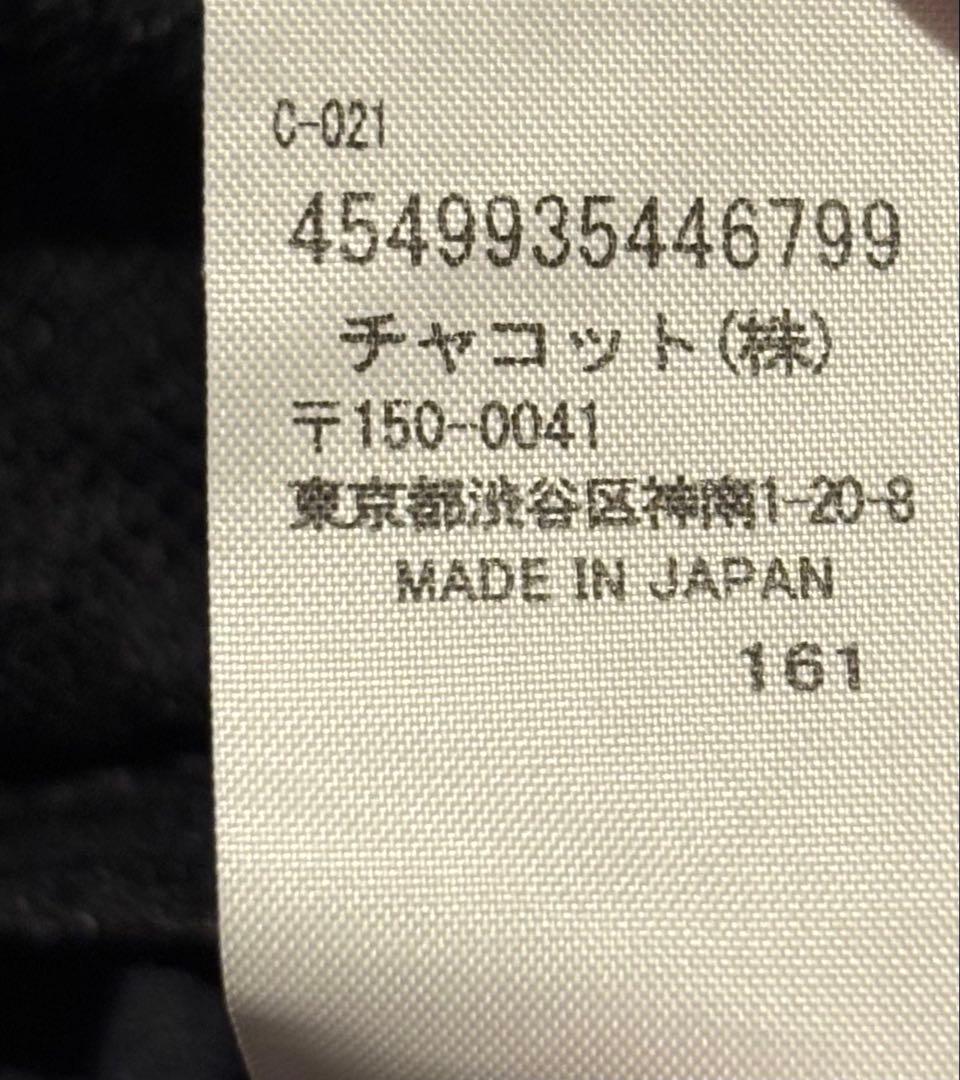 C-021
4549935446799
チャコット(株)
〒150-0041
東京都渋谷区神南1-20-8
MADE IN JAPAN
161